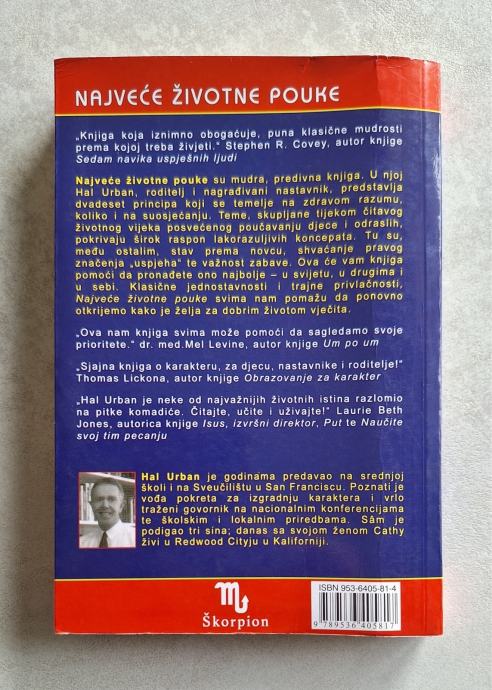 NAJVEĆE ŽIVOTNE POUKE
„Knjiga koja iznimno obogaćuje, puna klasične mudrosti
prema kojoj treba živjeti.“ Stephen R. Covey, autor knjige
Sedam navika uspješnih ljudi
Najveće životne pouke su mudra, predivna knjiga. U njoj
Hal Urban, roditelj i nagrađivani nastavnik, predstavlja
dvadeset principa koji se temelje na zdravom razumu,
koliko i na suosjećanju. Teme, skupljane tijekom čitavog
životnog vijeka posvećenog poučavanju djece i odraslih,
pokrivaju širok raspon lakorazuljivih koncepata. Tu su,
među ostalim, stav prema novcu, shvaćanje pravog
značenja „uspjeha“ te važnost zabave. Ova će vam knjiga
pomoći da pronađete ono najbolje – u svijetu, u drugima i
u sebi. Klasične jednostavnosti i trajne privlačnosti,
Najveće životne pouke svima nam pomažu da ponovno
otkrijemo kako je želja za dobrim životom vječita.
„Ova nam knjiga svima može pomoći da sagledamo svoje
prioritete.“ dr. med.Mel Levine, autor knjige Um po um
„Sjajna knjiga o karakteru, za djecu, nastavnike i roditelje!“
Thomas Lickona, autor knjige Obrazovanje za karakter
„Hal Urban je neke od najvažnijih životnih istina razlomio
na pitke komadiće. Čitajte, učite i uživajte!“ Laurie Beth
Jones, autorica knjige Isus, izvršni direktor, Put te Naučite
svoj tim pecanju
Hal Urban je godinama predavao na srednjoj
školi i na Sveučilištu u San Franciscu. Poznati je
vođa pokreta za izgradnju karaktera i vrlo
traženi govornik na nacionalnim konferencijama
te školskim i lokalnim priredbama. Sâm je
podigao tri sina; danas sa svojom ženom Cathy
živi u Redwood Cityju u Kaliforniji.
Škorpion
ISBN 953-6405-81-4
9 789536 405817